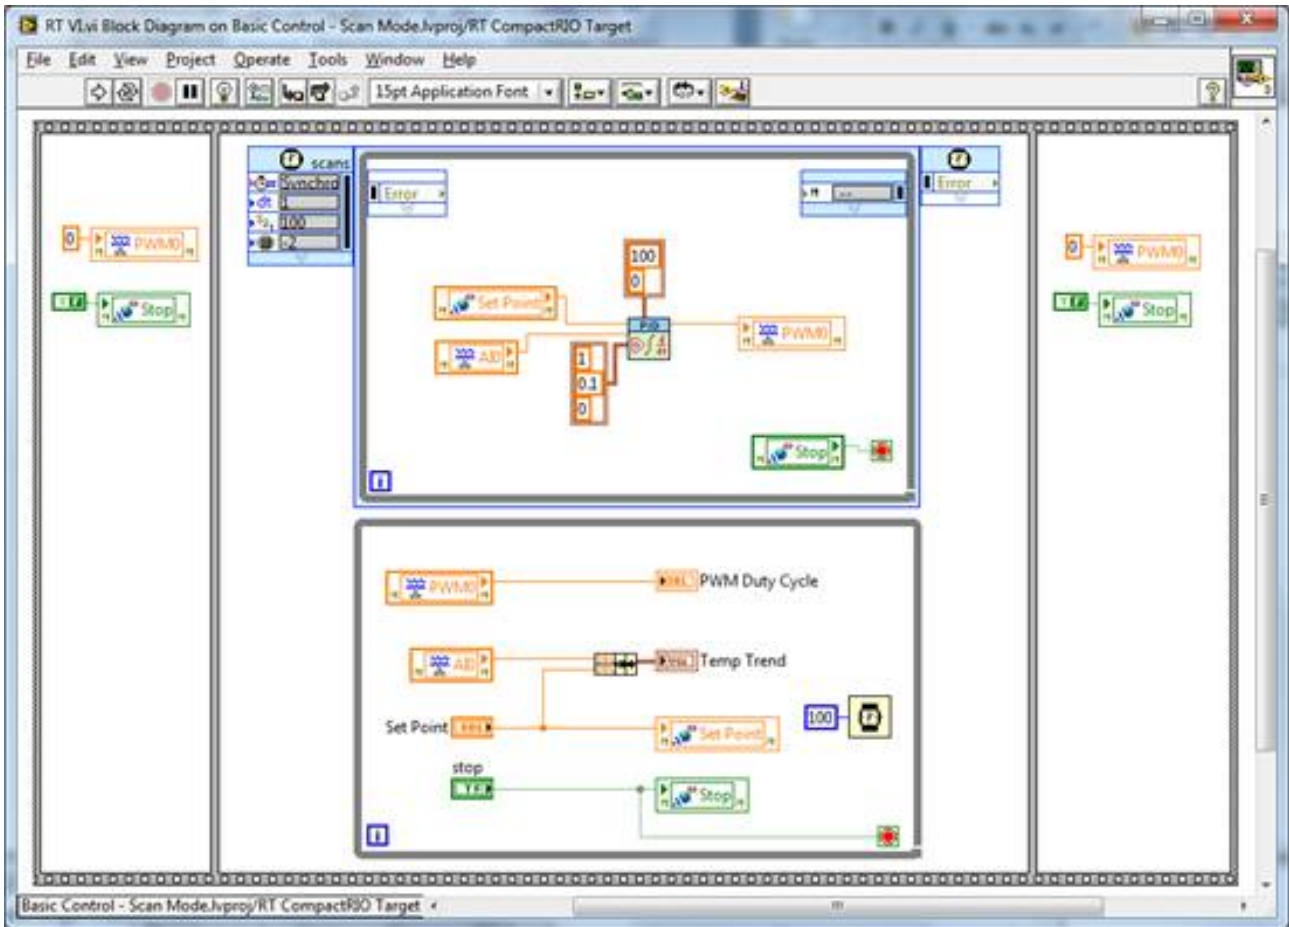 RT VI.vi Block Diagram on Basic Control - Scan Mode.lvproj/RT CompactRIO Target
File Edit View Project Operate Tools Window Help
15pt Application Font
scans
Synchro
dt 1
100
-2
Error
Error
0 PWM0
Stop
100
0
Set Point
AI0
PID
1
0.1
0
PWM0
Stop
i
0 PWM0
Stop
PWM0
PWM Duty Cycle
AI0
Temp Trend
Set Point
Set Point
100
stop
TF
Stop
i
Basic Control - Scan Mode.lvproj/RT CompactRIO Target